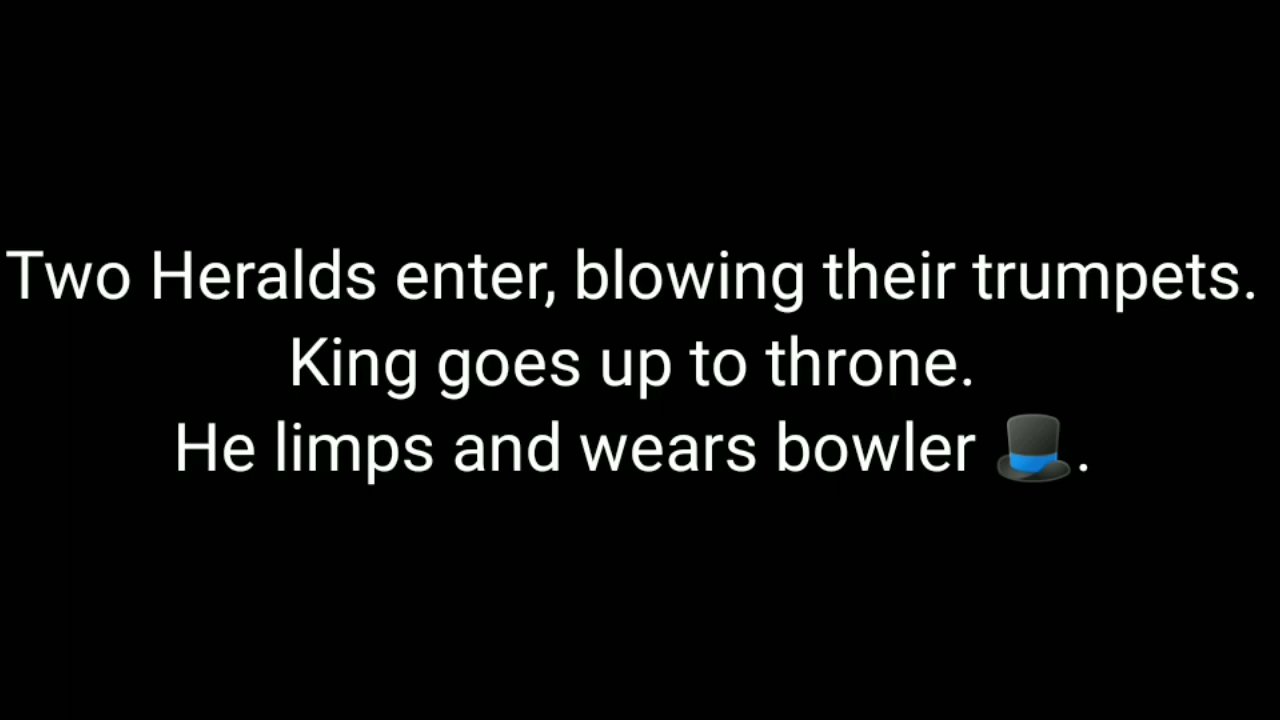 Two Heralds enter, blowing their trumpets.
King goes up to throne.
He limps and wears bowler 🎩.